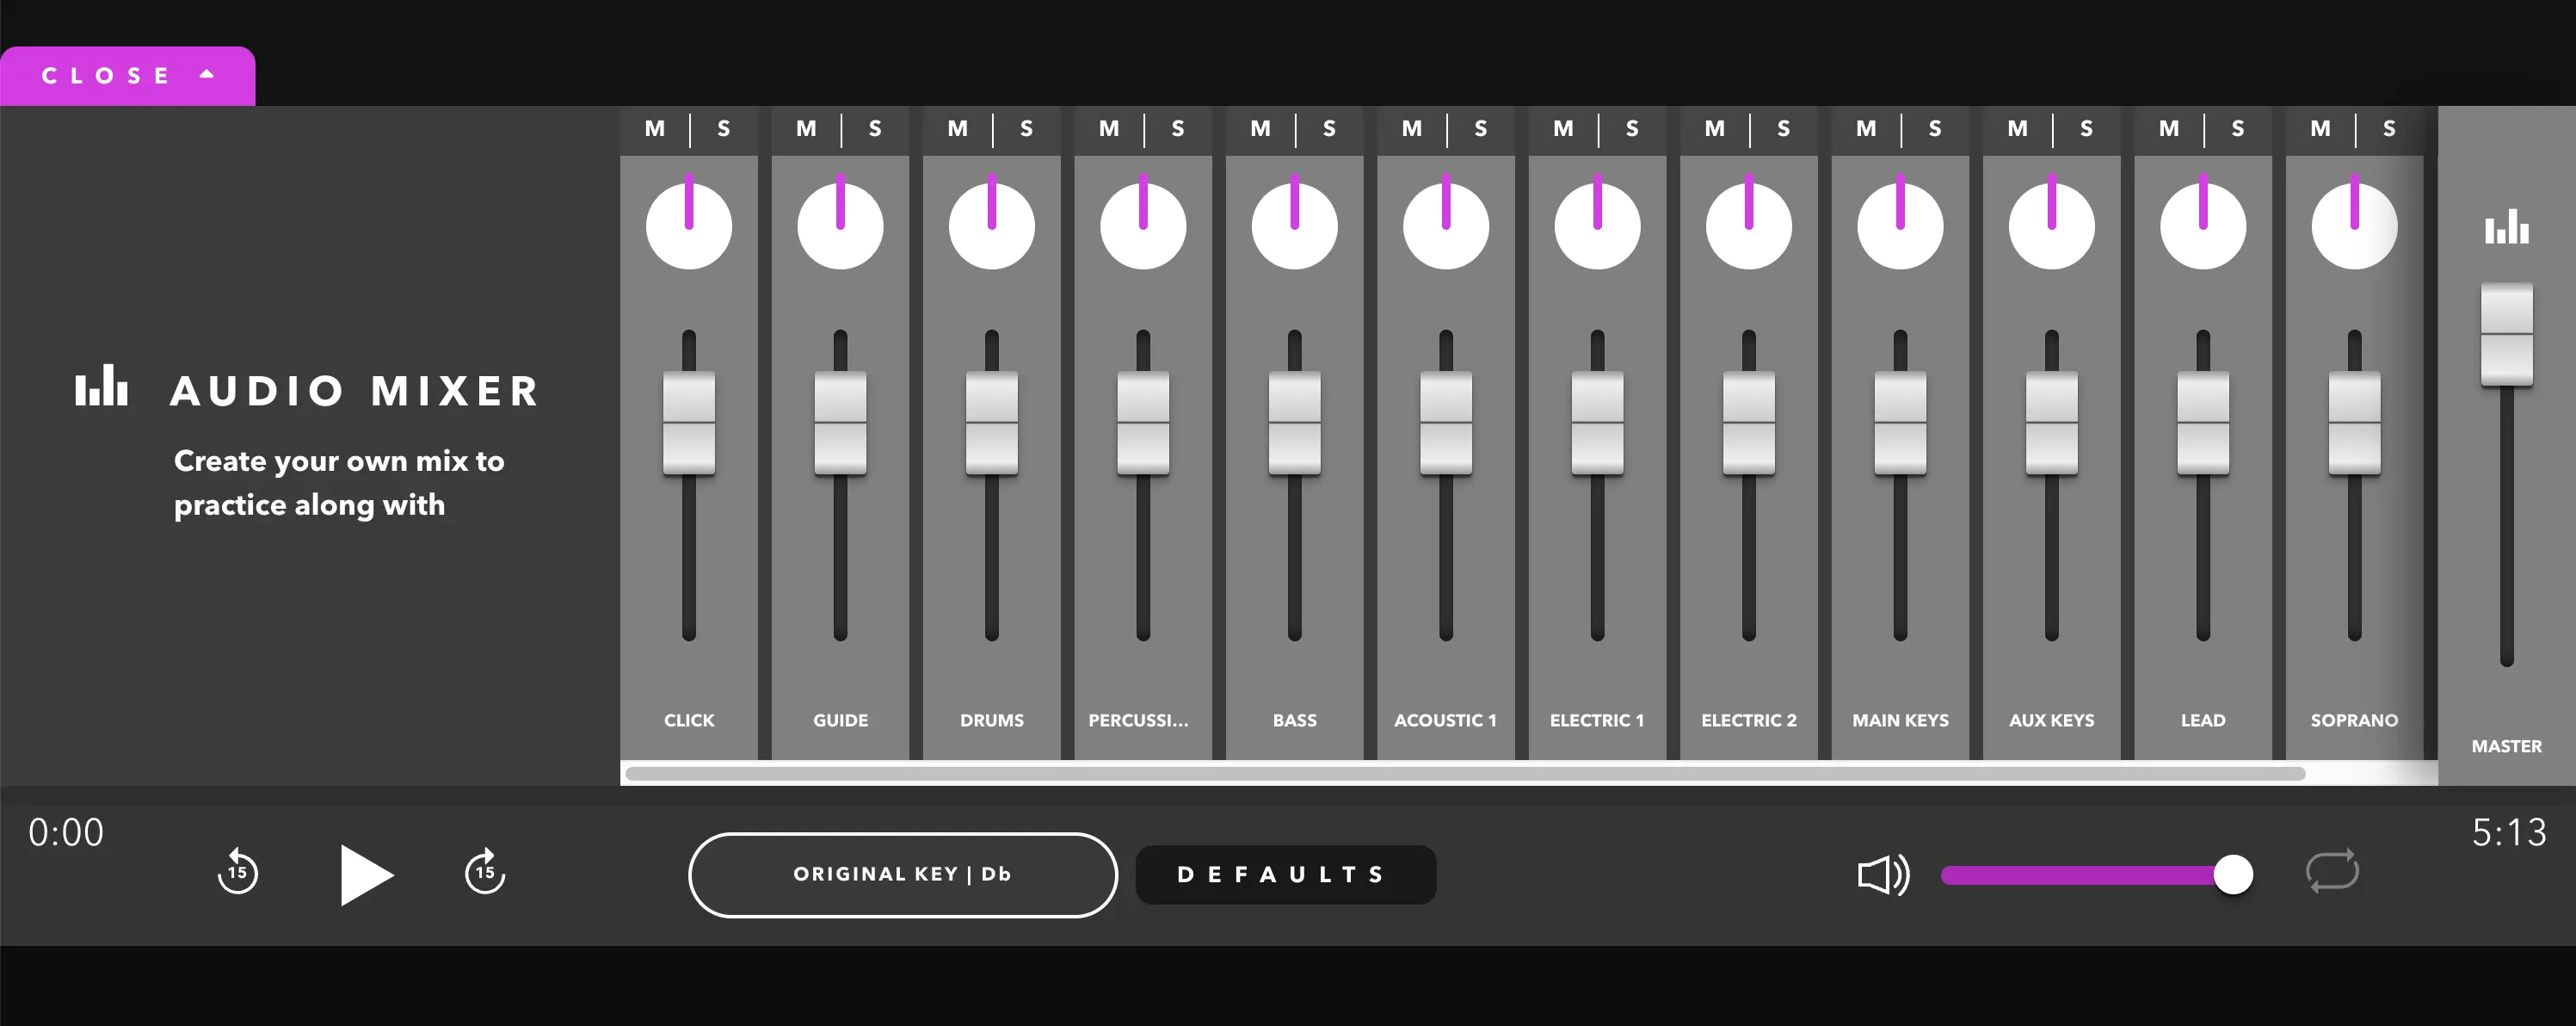 CLOSE
M | S M | S M | S M | S M | S M | S M | S M | S M | S M | S M | S M | S
AUDIO MIXER
Create your own mix to
practice along with
CLICK GUIDE DRUMS PERCUSSI... BASS ACOUSTIC 1 ELECTRIC 1 ELECTRIC 2 MAIN KEYS AUX KEYS LEAD SOPRANO
MASTER
0:00 5:13
15 15 ORIGINAL KEY | Db DEFAULTS